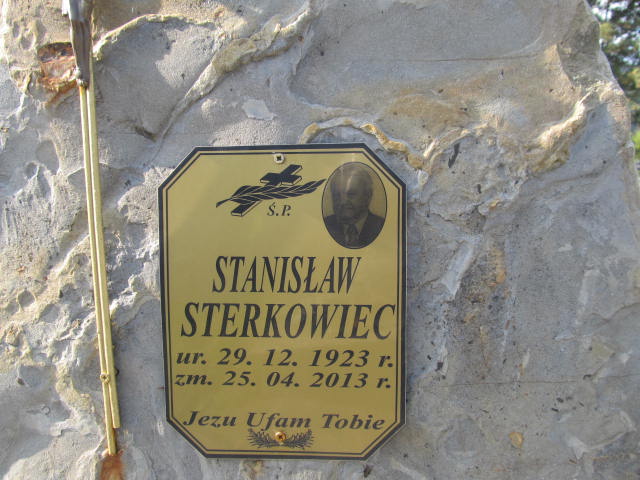 Ś.P.
STANISŁAW
STERKOWIEC
ur. 29. 12. 1923 r.
zm. 25. 04. 2013 r.
Jezu Ufam Tobie